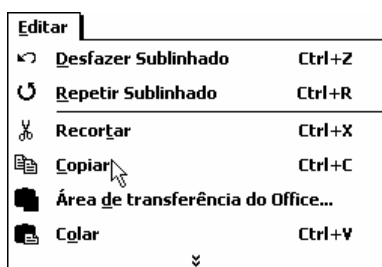 Editar
Desfazer Sublinhado Ctrl+Z
Repetir Sublinhado Ctrl+R
Recortar Ctrl+X
Copiar Ctrl+C
Área de transferência do Office...
Colar Ctrl+V